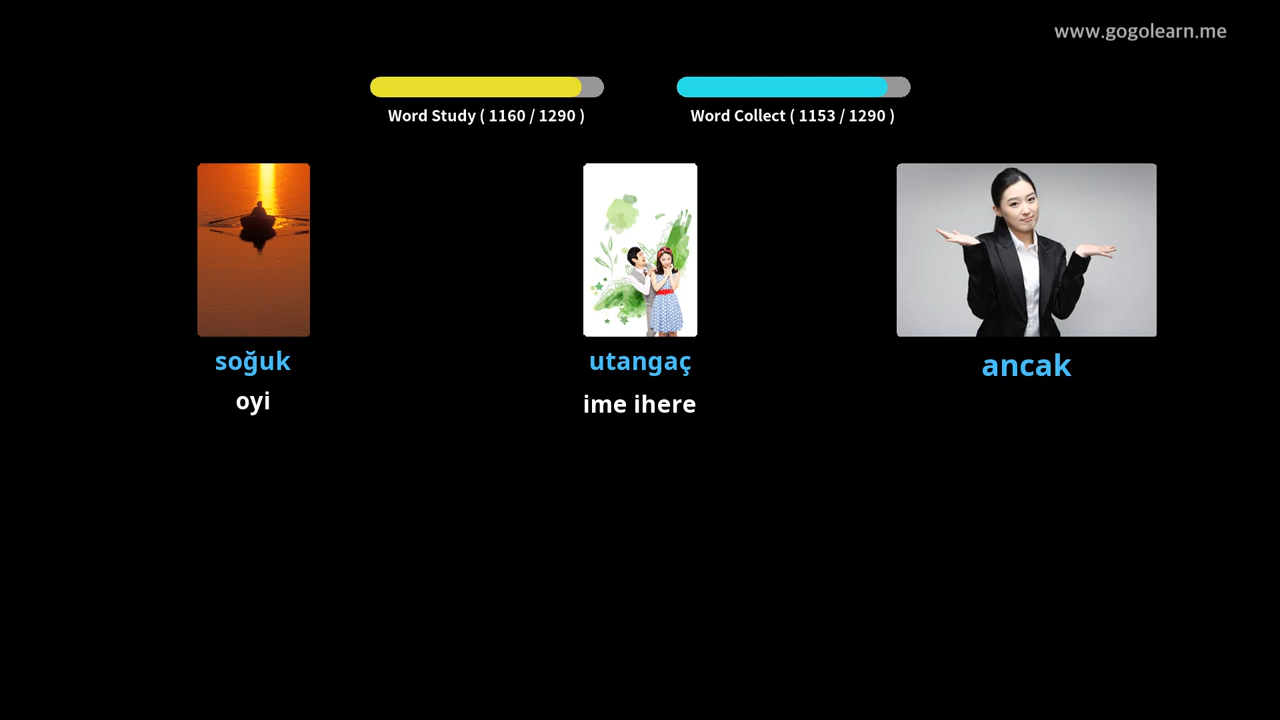 www.gogolearn.me
Word Study ( 1160 / 1290 )
Word Collect ( 1153 / 1290 )
soğuk
oyi
utangaç
ime ihere
ancak